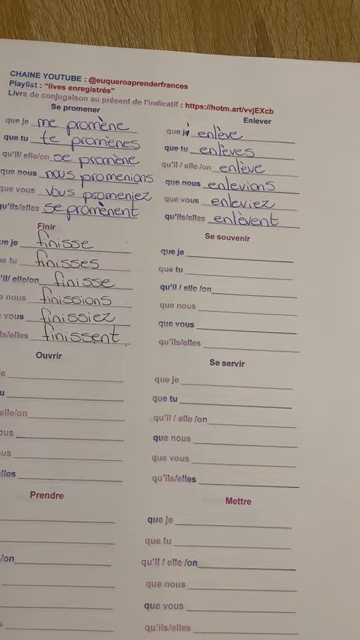 CHAINE YOUTUBE : @euqueroaprenderfrances
Playlist : "lives enregistrés"
Livre de conjugaison au présent de l'indicatif : https://hotm.art/vvjEXcb
Se promener
que je me promène
que tu te promènes
qu'il/ elle/on se promène
que nous nous promenions
que vous vous promeniez
qu'ils/elles se promènent
Enlever
que j' enlève
que tu enlèves
qu'il / elle /on enlève
que nous enlevions
que vous enleviez
qu'ils/elles enlèvent
Finir
ue je finisse
e tu finisses
'il/ elle/on finisse
e nous finissions
vous finissiez
ils/elles finissent
Se souvenir
que je
que tu
qu'il / elle /on
que nous
que vous
qu'ils/elles
Ouvrir
e
u
elle/on
ous
us
lles
Se servir
que je
que tu
qu'il / elle /on
que nous
que vous
qu'ils/elles
Prendre
/on
s
Mettre
que je
que tu
qu'il / elle /on
que nous
que vous
qu'ils/elles